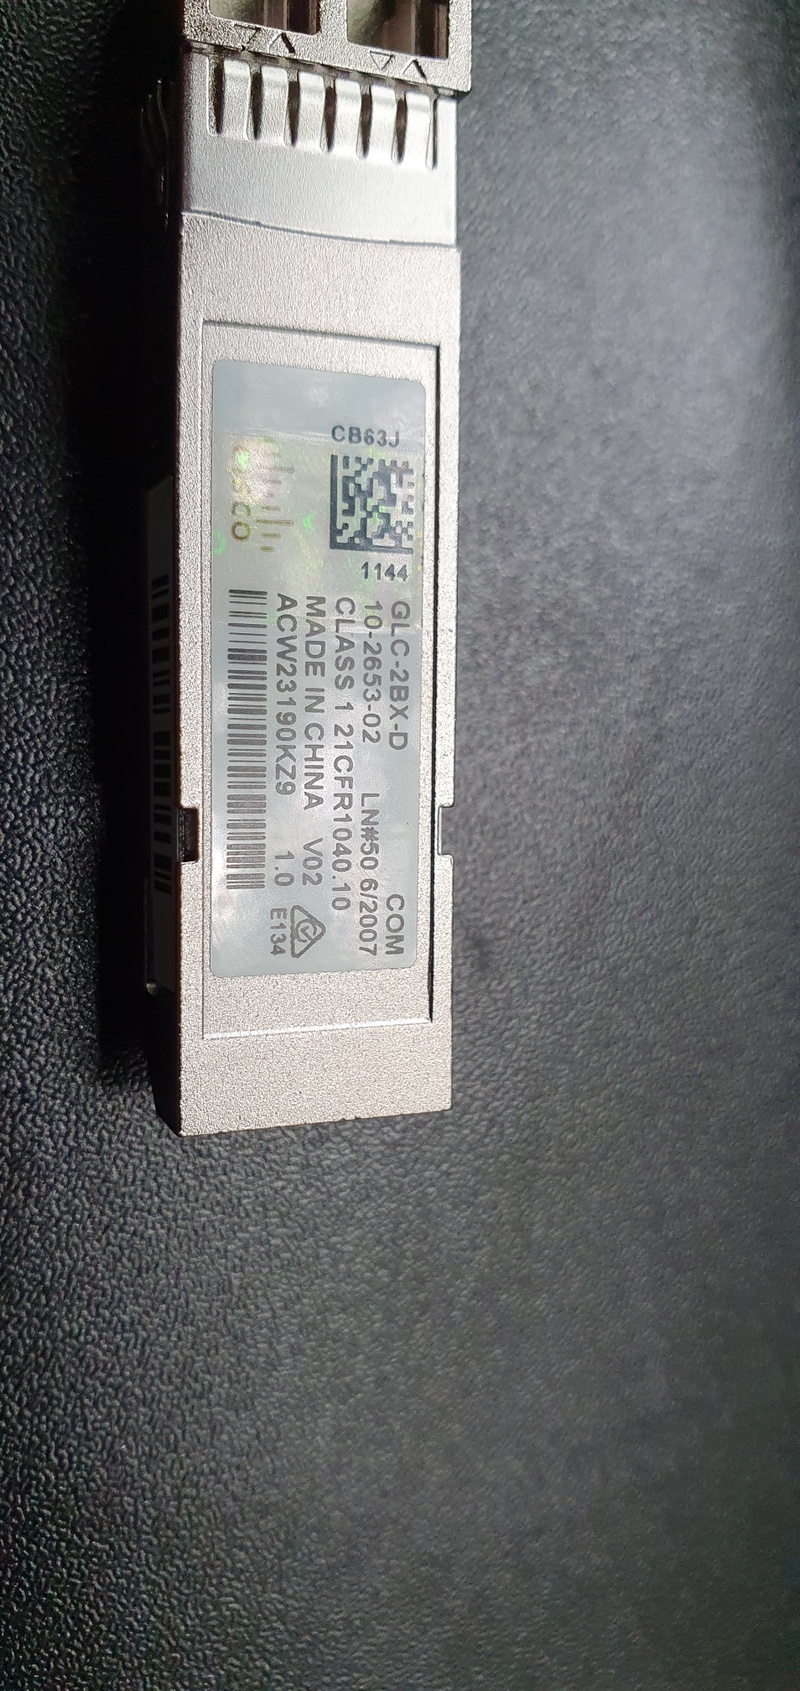 CB63J
cisco
1144
GLC-2BX-D COM
10-2653-02 LN#50 6/2007
CLASS 1 21CFR1040.10
MADE IN CHINA V02
ACW23190KZ9 1.0 E134